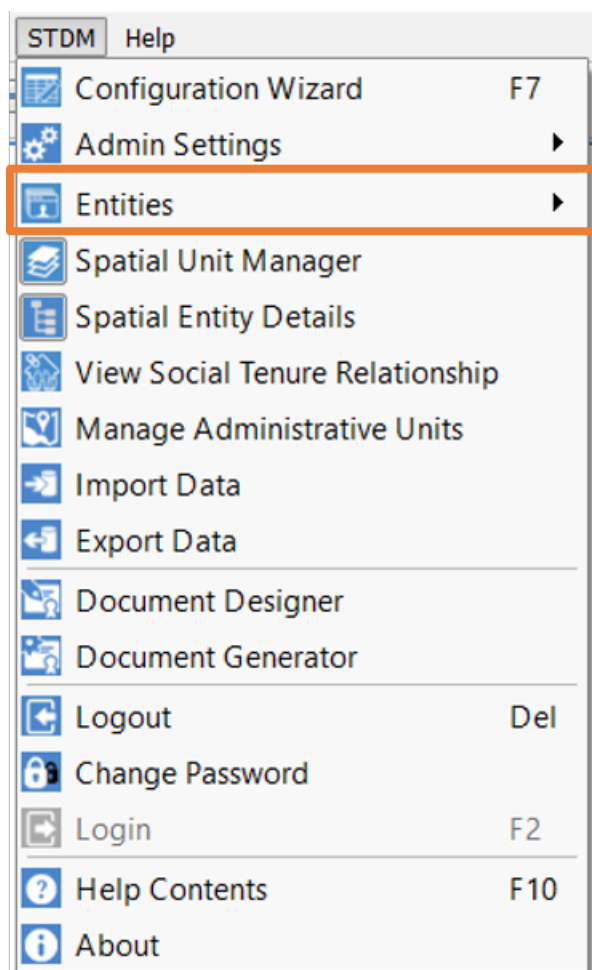 STDM Help
Configuration Wizard F7
Admin Settings
Entities
Spatial Unit Manager
Spatial Entity Details
View Social Tenure Relationship
Manage Administrative Units
Import Data
Export Data
Document Designer
Document Generator
Logout Del
Change Password
Login F2
Help Contents F10
About